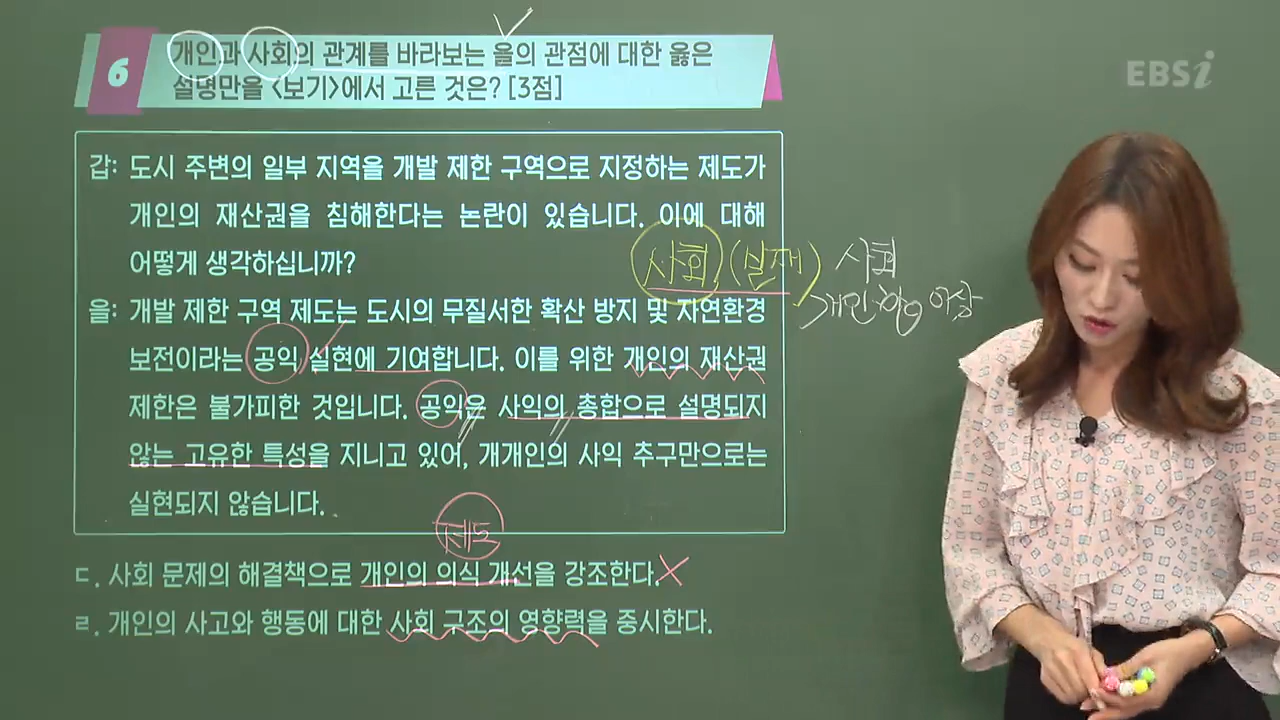 6
개인과 사회의 관계를 바라보는 을의 관점에 대한 옳은
설명만을 <보기>에서 고른 것은? [3점]
EBSi
갑: 도시 주변의 일부 지역을 개발 제한 구역으로 지정하는 제도가
개인의 재산권을 침해한다는 논란이 있습니다. 이에 대해
어떻게 생각하십니까?
사회 (실재) 사회
개인 합 이상
을: 개발 제한 구역 제도는 도시의 무질서한 확산 방지 및 자연환경
보전이라는 공익 실현에 기여합니다. 이를 위한 개인의 재산권
제한은 불가피한 것입니다. 공익은 사익의 총합으로 설명되지
않는 고유한 특성을 지니고 있어, 개개인의 사익 추구만으로는
실현되지 않습니다.
제도
ㄷ. 사회 문제의 해결책으로 개인의 의식 개선을 강조한다.
ㄹ. 개인의 사고와 행동에 대한 사회 구조의 영향력을 중시한다.